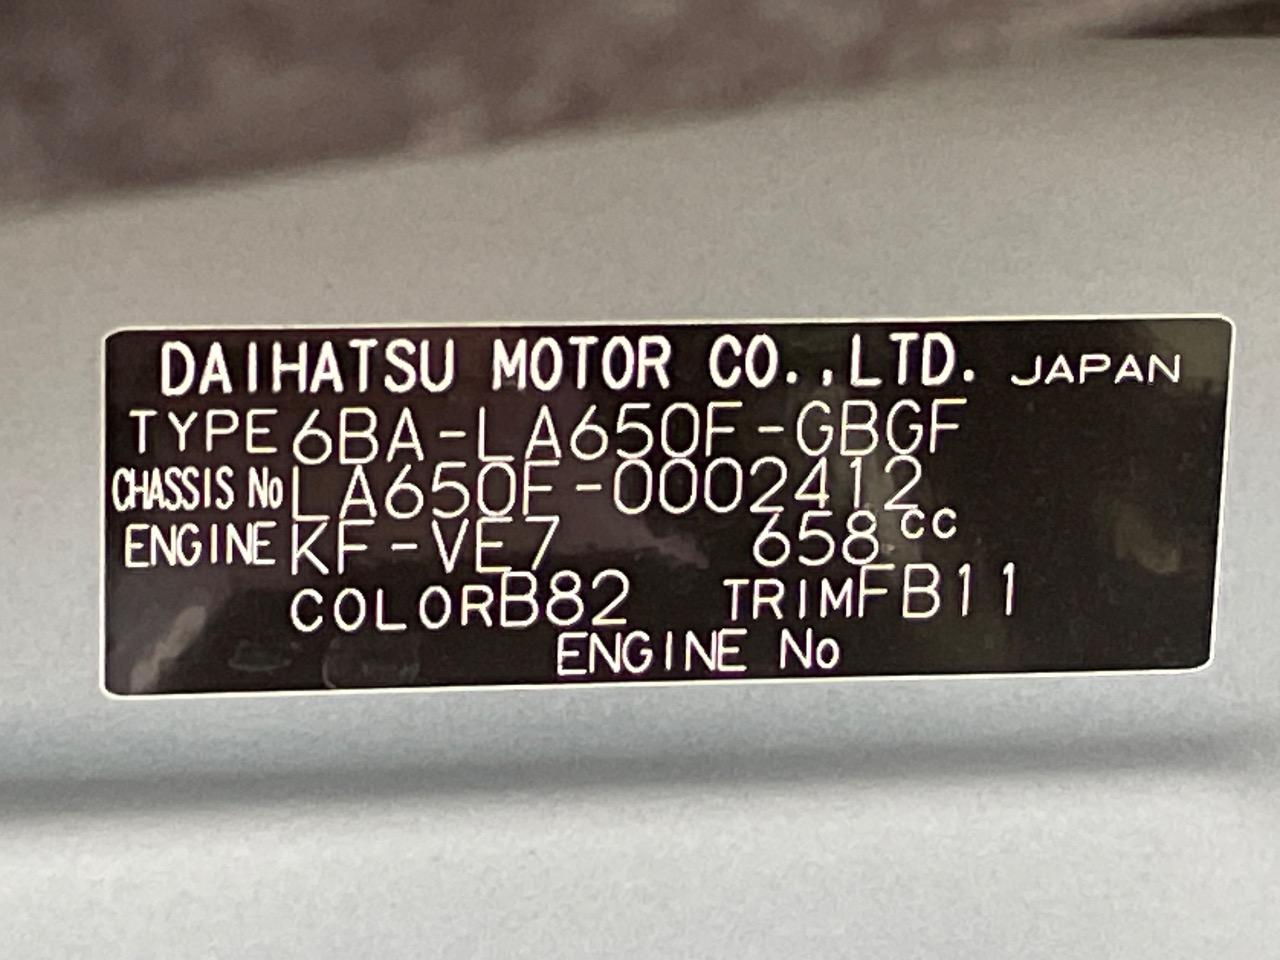 DAIHATSU MOTOR CO.,LTD. JAPAN
TYPE 6BA-LA650F-GBGF
CHASSIS No LA650F-0002412
ENGINE KF-VE7 658cc
COLOR B82 TRIM FB11
ENGINE No